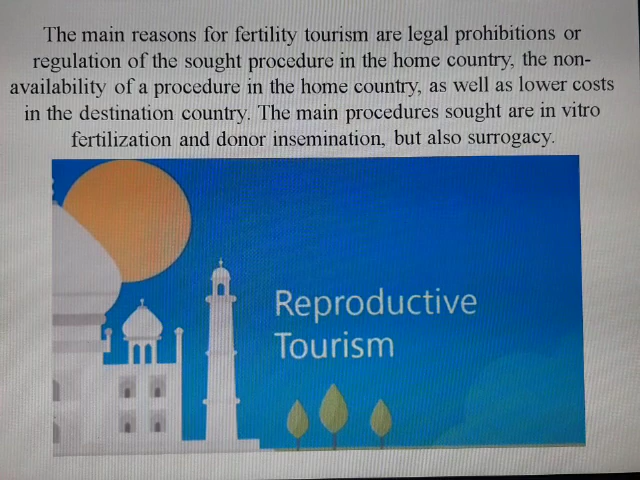 The main reasons for fertility tourism are legal prohibitions or
regulation of the sought procedure in the home country, the non-
availability of a procedure in the home country, as well as lower costs
in the destination country. The main procedures sought are in vitro
fertilization and donor insemination, but also surrogacy.
Reproductive
Tourism